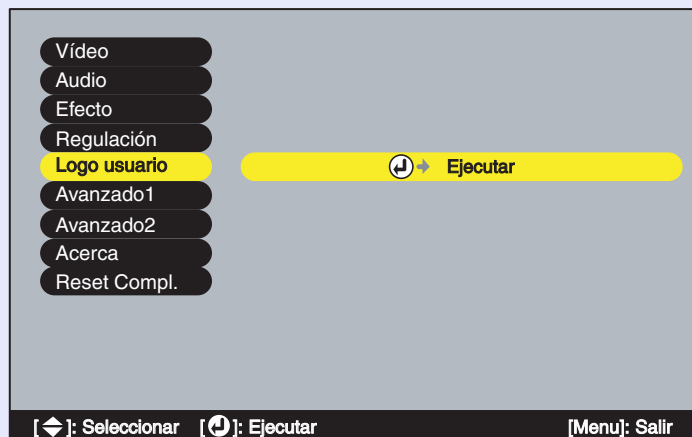 Vídeo
Audio
Efecto
Regulación
Logo usuario
Ejecutar
Avanzado1
Avanzado2
Acerca
Reset Compl.
[ ]: Seleccionar [ ]: Ejecutar [Menu]: Salir